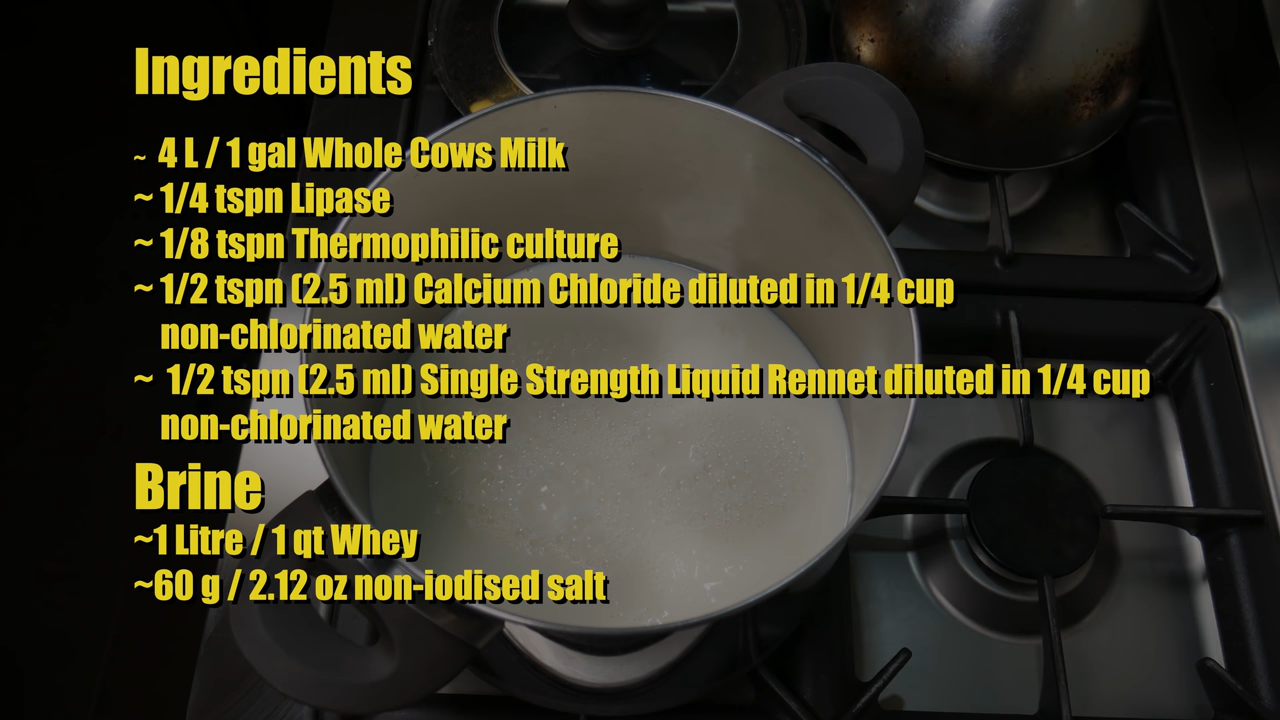 Ingredients
~ 4 L / 1 gal Whole Cows Milk
~ 1/4 tspn Lipase
~ 1/8 tspn Thermophilic culture
~ 1/2 tspn (2.5 ml) Calcium Chloride diluted in 1/4 cup
non-chlorinated water
~ 1/2 tspn (2.5 ml) Single Strength Liquid Rennet diluted in 1/4 cup
non-chlorinated water
Brine
~1 Litre / 1 qt Whey
~60 g / 2.12 oz non-iodised salt